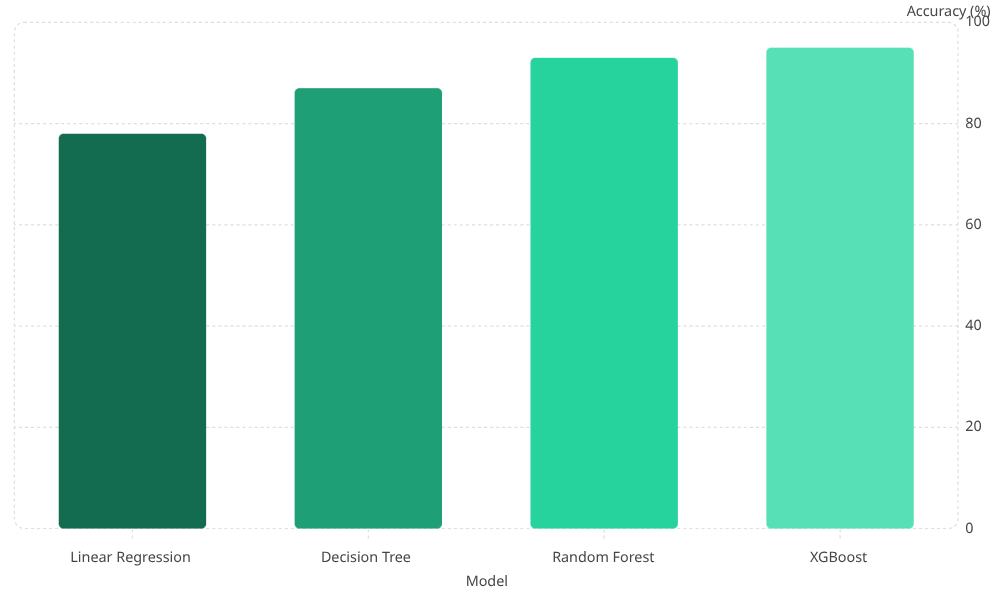 Accuracy (%)
100
80
60
40
20
0
Linear Regression
Decision Tree
Random Forest
XGBoost
Model